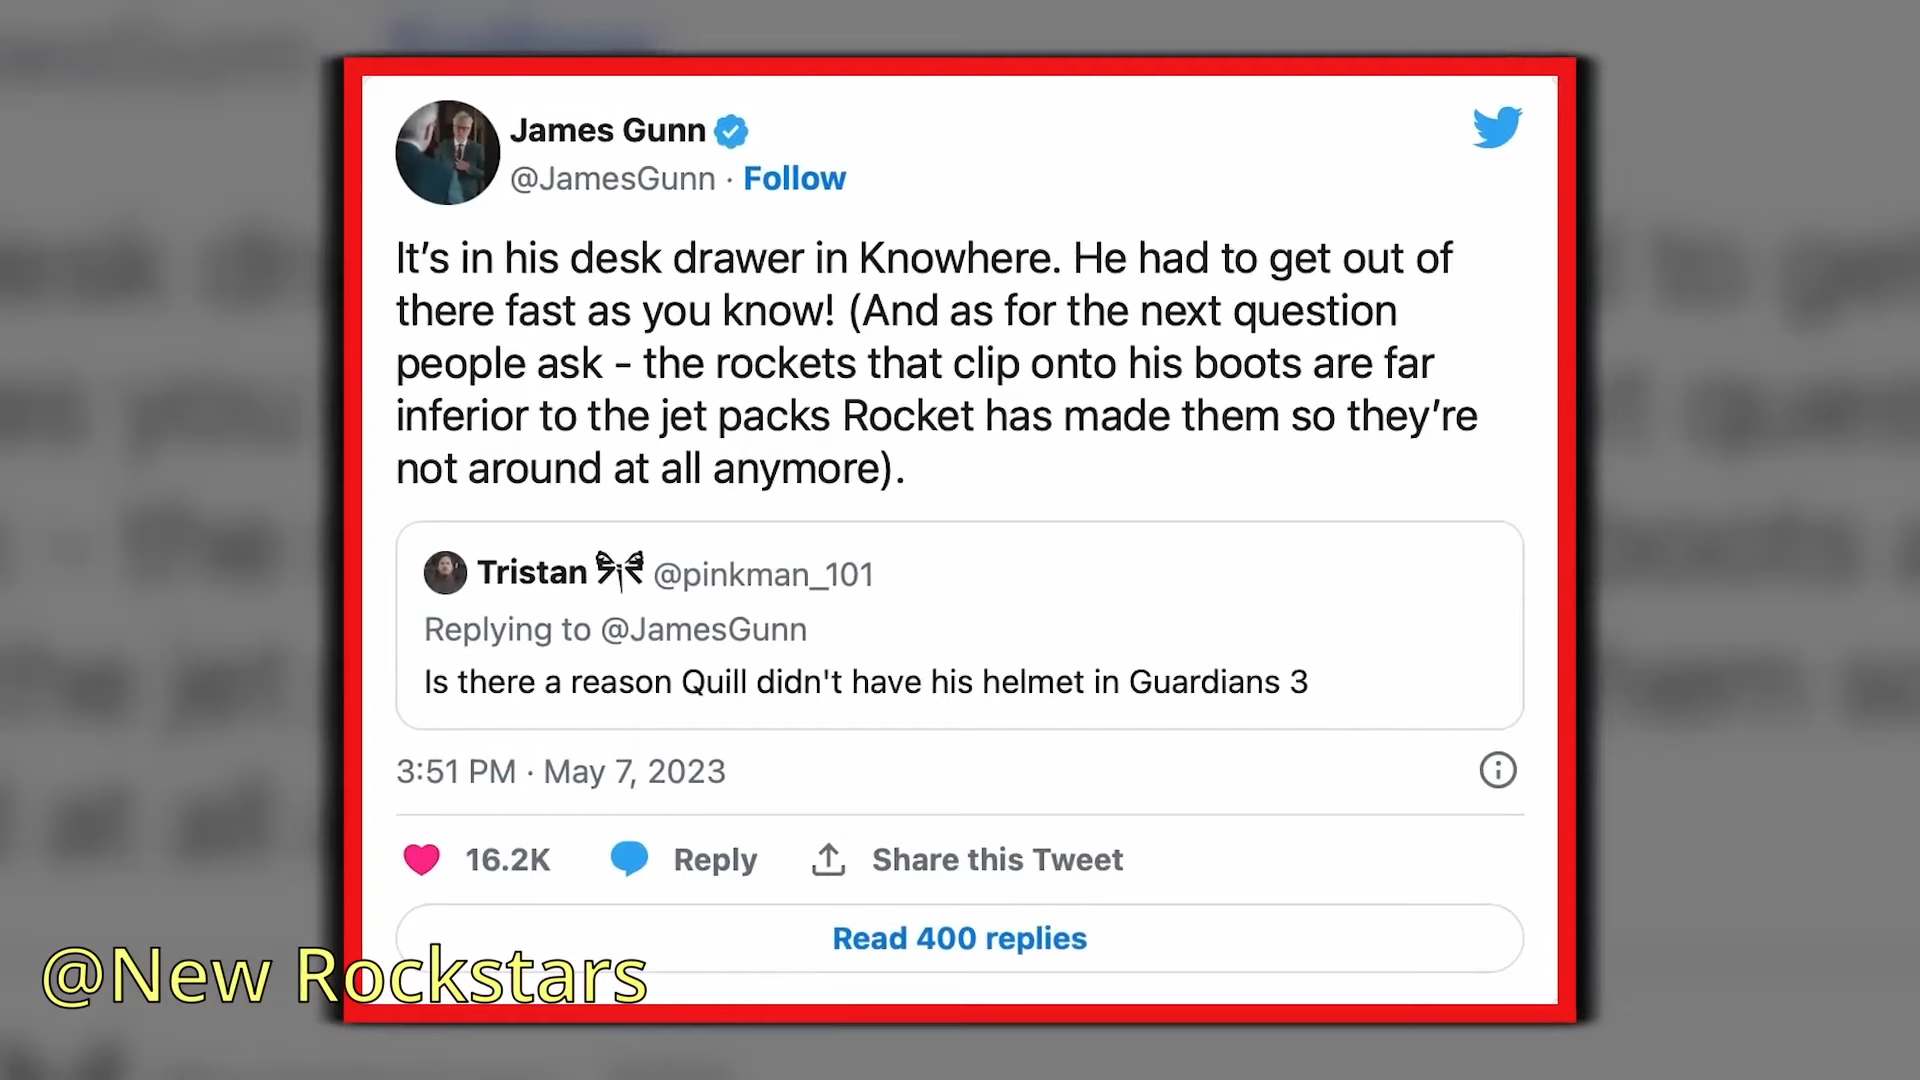 James Gunn
@JamesGunn · Follow
It’s in his desk drawer in Knowhere. He had to get out of
there fast as you know! (And as for the next question
people ask - the rockets that clip onto his boots are far
inferior to the jet packs Rocket has made them so they’re
not around at all anymore).
Tristan @pinkman_101
Replying to @JamesGunn
Is there a reason Quill didn't have his helmet in Guardians 3
3:51 PM · May 7, 2023
16.2K Reply Share this Tweet
Read 400 replies
@New Rockstars